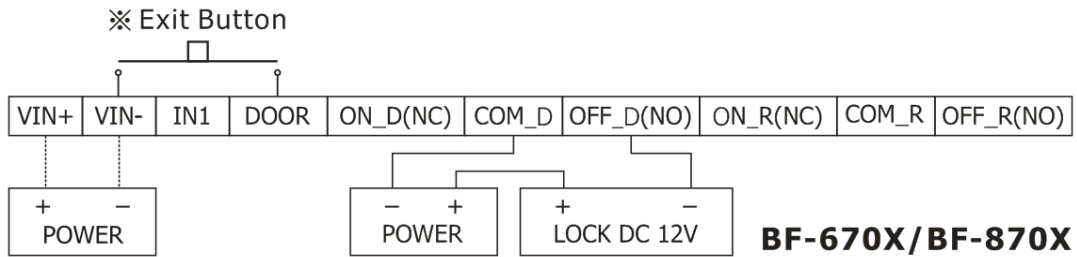 ※ Exit Button
VIN+ VIN- IN1 DOOR ON_D(NC) COM_D OFF_D(NO) ON_R(NC) COM_R OFF_R(NO)
+ − − + + −
POWER POWER LOCK DC 12V
BF-670X/BF-870X